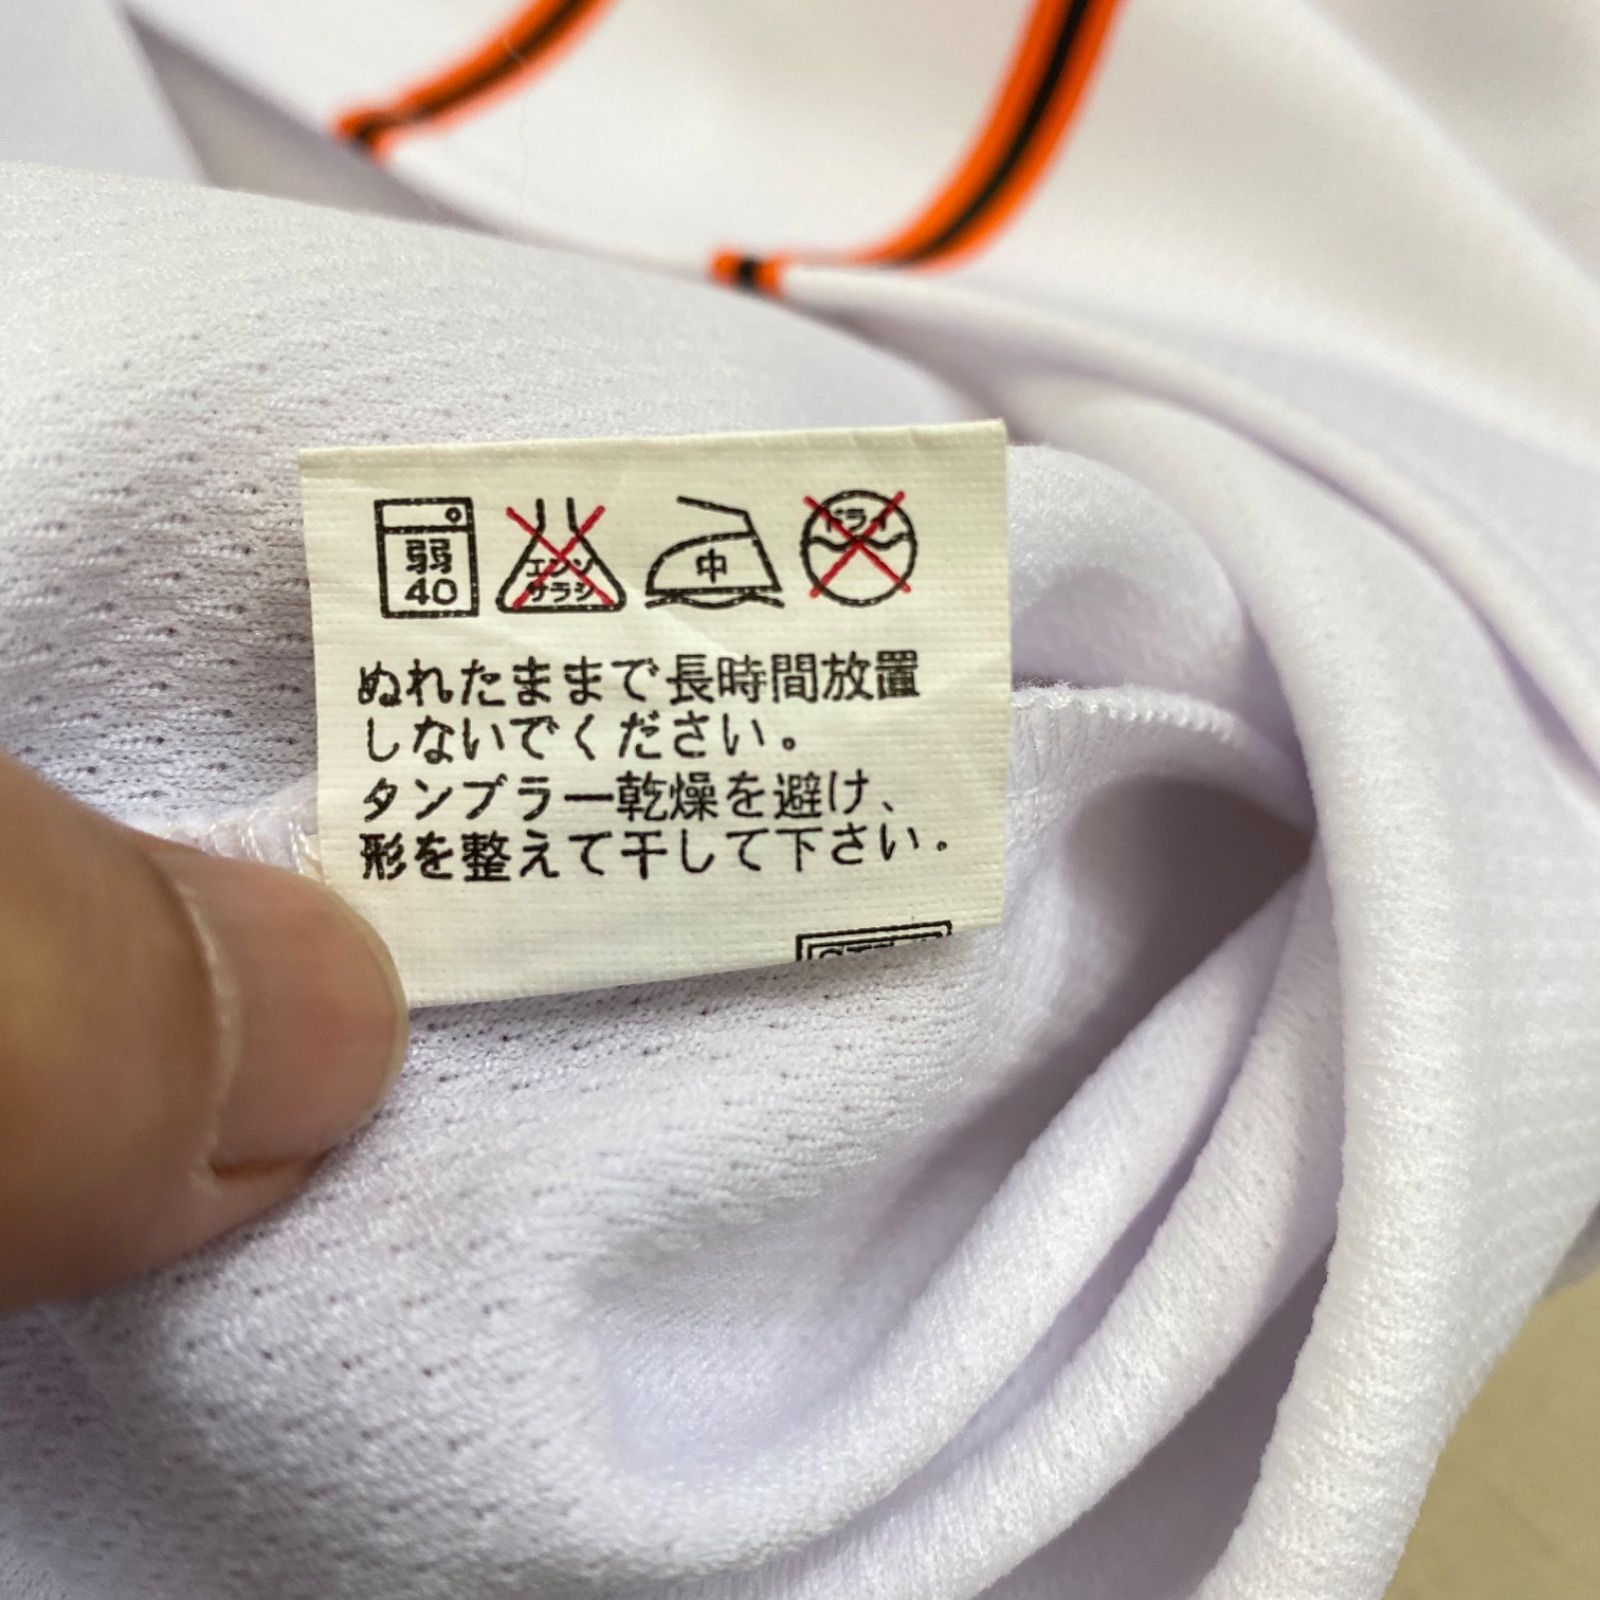 弱 エンソ 中 ドライ
40 サラシ
ぬれたままで長時間放置
しないでください。
タンブラー乾燥を避け、
形を整えて干して下さい。